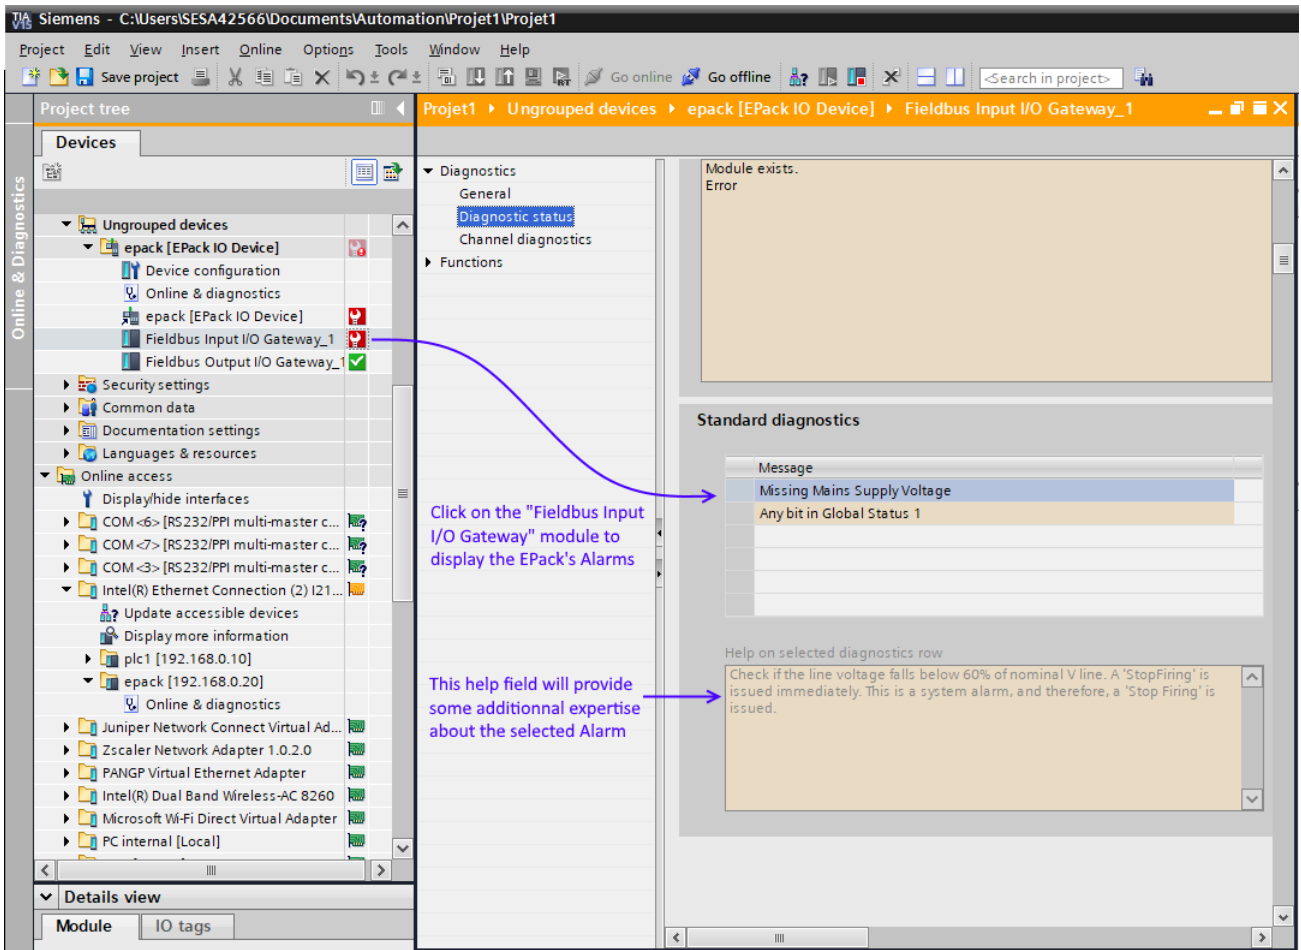 TIA V15 Siemens - C:\Users\SESA42566\Documents\Automation\Projet1\Projet1
Project Edit View Insert Online Options Tools Window Help
Save project Go online Go offline <Search in project>
Project tree
Devices
Online & Diagnostics
Ungrouped devices
epack [EPack IO Device]
Device configuration
Online & diagnostics
epack [EPack IO Device]
Fieldbus Input I/O Gateway_1
Fieldbus Output I/O Gateway_1
Security settings
Common data
Documentation settings
Languages & resources
Online access
Display/hide interfaces
COM <6> [RS232/PPI multi-master c...
COM <7> [RS232/PPI multi-master c...
COM <3> [RS232/PPI multi-master c...
Intel(R) Ethernet Connection (2) I21...
Update accessible devices
Display more information
plc1 [192.168.0.10]
epack [192.168.0.20]
Online & diagnostics
Juniper Network Connect Virtual Ad...
Zscaler Network Adapter 1.0.2.0
PANGP Virtual Ethernet Adapter
Intel(R) Dual Band Wireless-AC 8260
Microsoft Wi-Fi Direct Virtual Adapter
PC internal [Local]
Details view
Module IO tags
Projet1 Ungrouped devices epack [EPack IO Device] Fieldbus Input I/O Gateway_1
Diagnostics
General
Diagnostic status
Channel diagnostics
Functions
Click on the "Fieldbus Input
I/O Gateway" module to
display the EPack's Alarms
This help field will provide
some additionnal expertise
about the selected Alarm
Module exists.
Error
Standard diagnostics
Message
Missing Mains Supply Voltage
Any bit in Global Status 1
Help on selected diagnostics row
Check if the line voltage falls below 60% of nominal V line. A 'StopFiring' is
issued immediately. This is a system alarm, and therefore, a 'Stop Firing' is
issued.